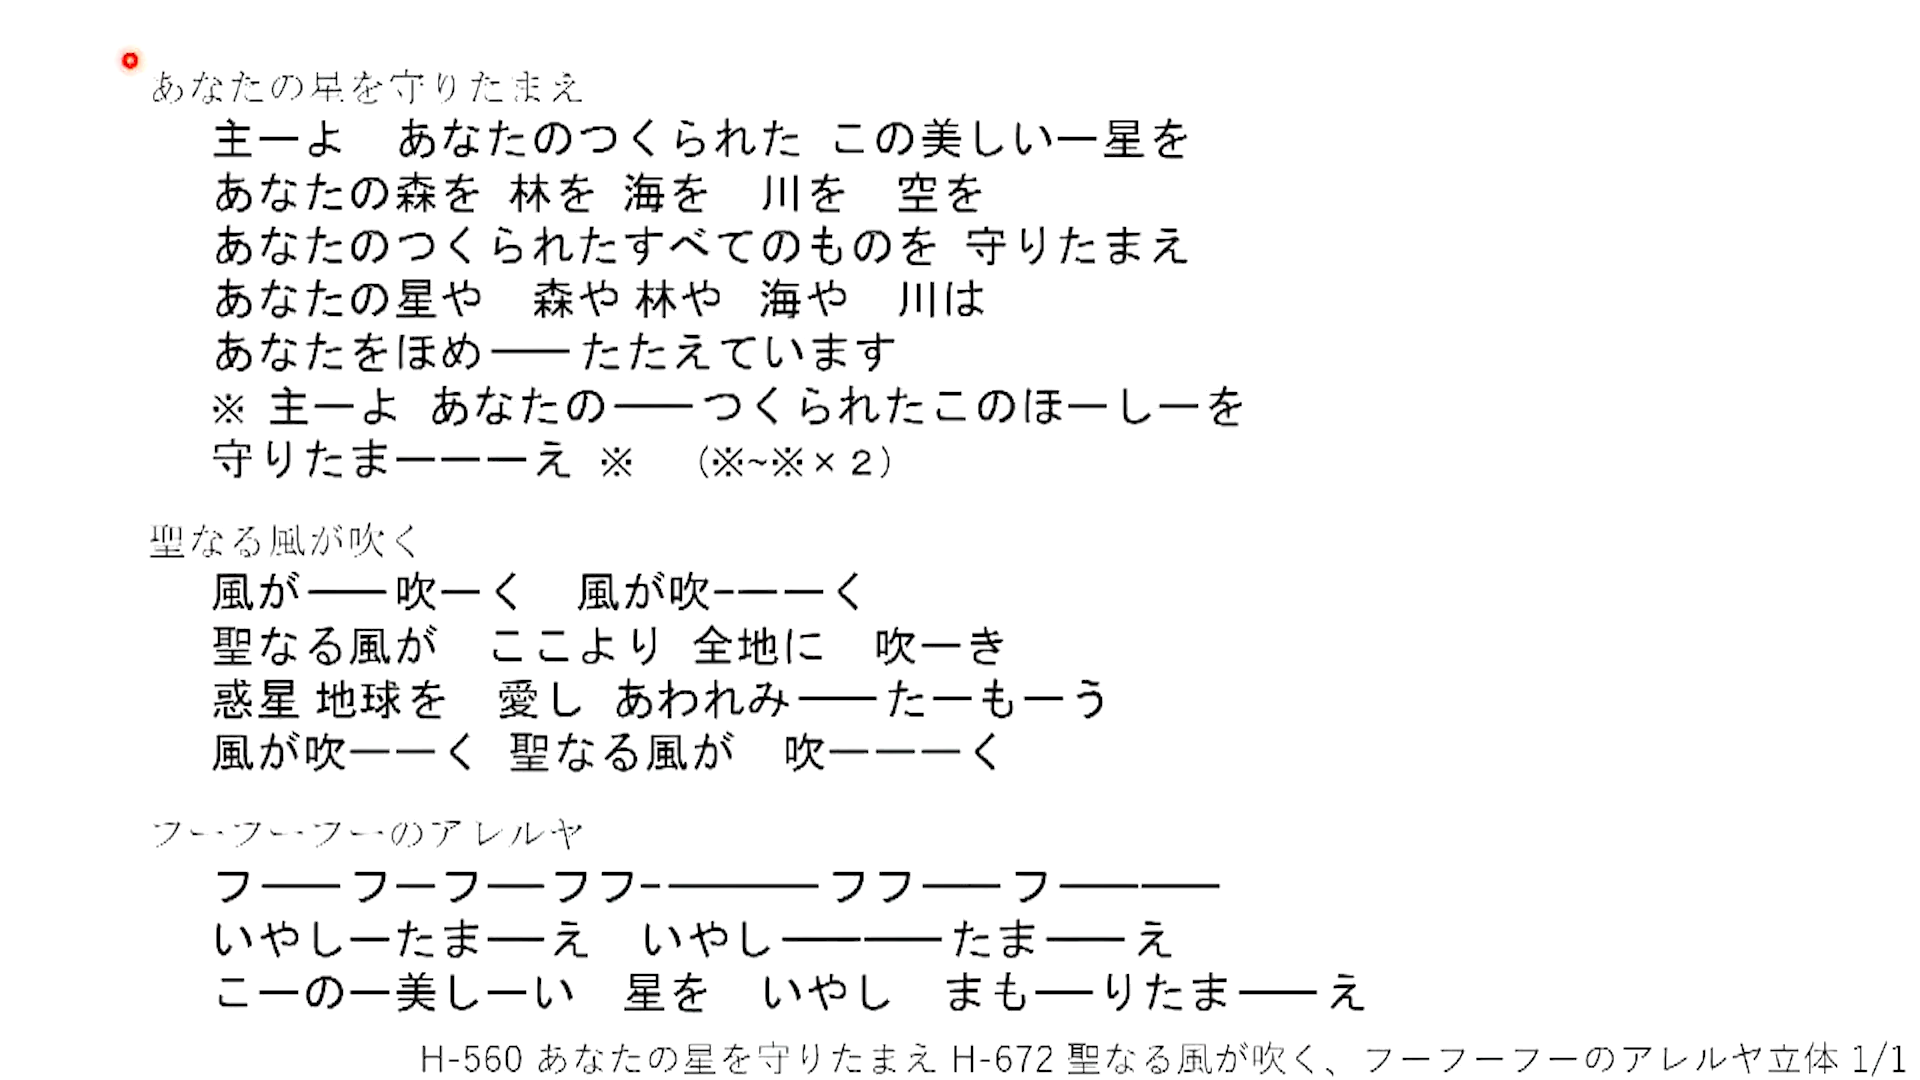 あなたの星を守りたまえ
主ーよ　あなたのつくられた この美しいー星を
あなたの森を 林を 海を　川を　空を
あなたのつくられたすべてのものを 守りたまえ
あなたの星や　森や 林や　海や　川は
あなたをほめ――たたえています
※ 主ーよ あなたの――つくられたこのほーしーを
守りたまーーーえ ※　（※~※×２）
聖なる風が吹く
風が――吹ーく　風が吹-ーーく
聖なる風が　ここより 全地に　吹ーき
惑星 地球を　愛し あわれみ――たーもーう
風が吹ーーく 聖なる風が　吹ーーーく
フーフーフーのアレルヤ
フ――フーフ―-フフ-――――フフ――フ――――
いやしーたま――え　いやし――――たま――え
こーのー美しーい　星を　いやし　まも――りたま――え
H-560 あなたの星を守りたまえ H-672 聖なる風が吹く、フーフーフーのアレルヤ立体 1/1